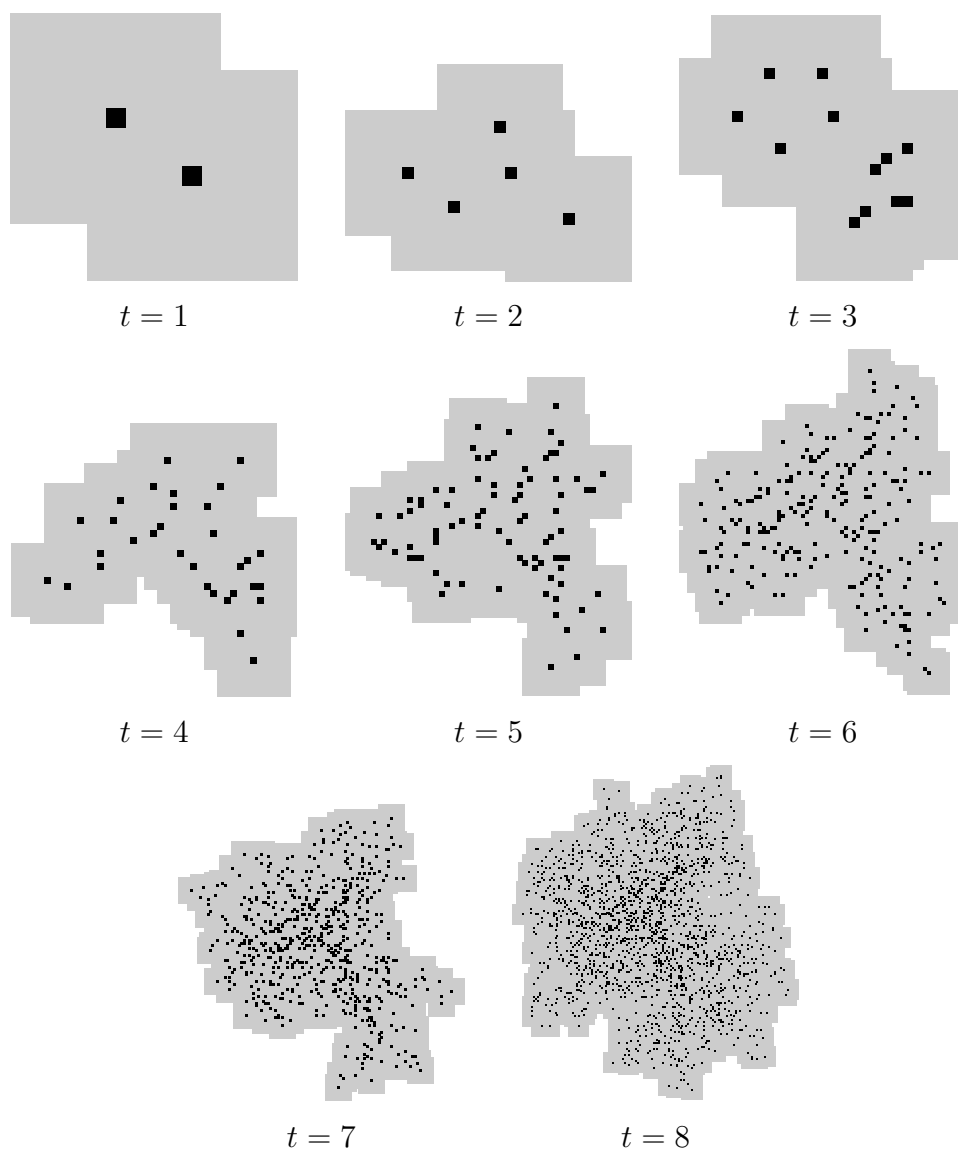 t = 1
t = 2
t = 3
t = 4
t = 5
t = 6
t = 7
t = 8